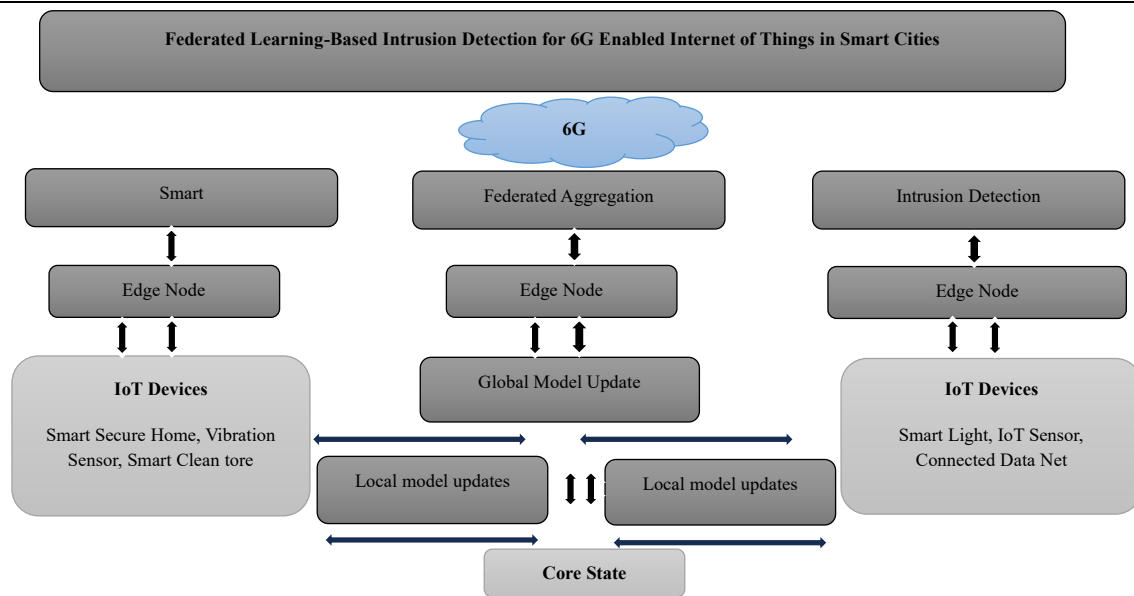 Federated Learning-Based Intrusion Detection for 6G Enabled Internet of Things in Smart Cities
6G
Smart
Federated Aggregation
Intrusion Detection
Edge Node
Edge Node
Edge Node
IoT Devices
Smart Secure Home, Vibration
Sensor, Smart Clean tore
Global Model Update
IoT Devices
Smart Light, IoT Sensor,
Connected Data Net
Local model updates
Local model updates
Core State